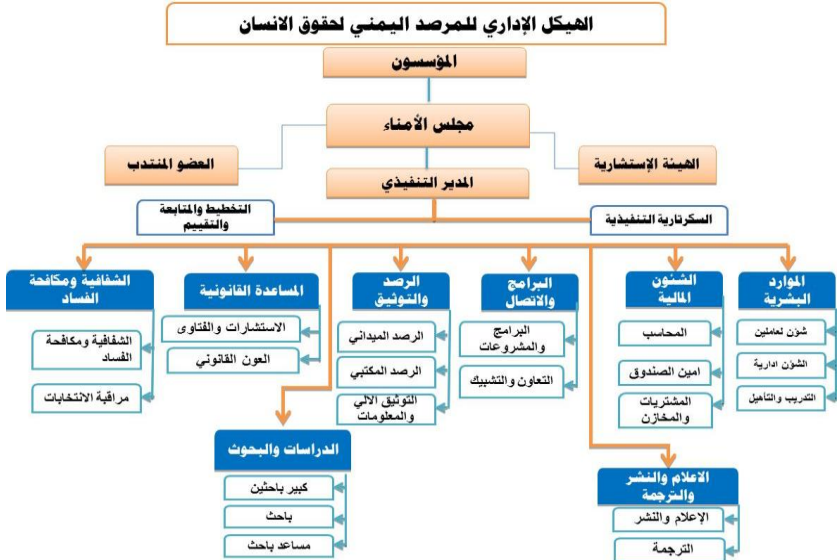 الهيكل الإداري للمرصد اليمني لحقوق الانسان
المؤسسون
مجلس الأمناء
الهيئة الإستشارية
العضو المنتدب
المدير التنفيذي
السكرتارية التنفيذية
التخطيط والمتابعة
والتقييم
الموارد
البشرية
شؤن لعاملين
الشؤن ادارية
التدريب والتأهيل
الشئون
المالية
المحاسب
امين الصندوق
المشتريات
والمخازن
البرامج
والاتصال
البرامج
والمشروعات
التعاون والتشبيك
الرصد
والتوثيق
الرصد الميداني
الرصد المكتبي
التوثيق الالي
والمعلومات
المساعدة القانونية
الاستشارات والفتاوى
العون القانوني
الشفافية ومكافحة
الفساد
الشفافية ومكافحة
الفساد
مراقبة الانتخابات
الاعلام والنشر
والترجمة
الإعلام والنشر
الترجمة
الدراسات والبحوث
كبير باحثين
باحث
مساعد باحث